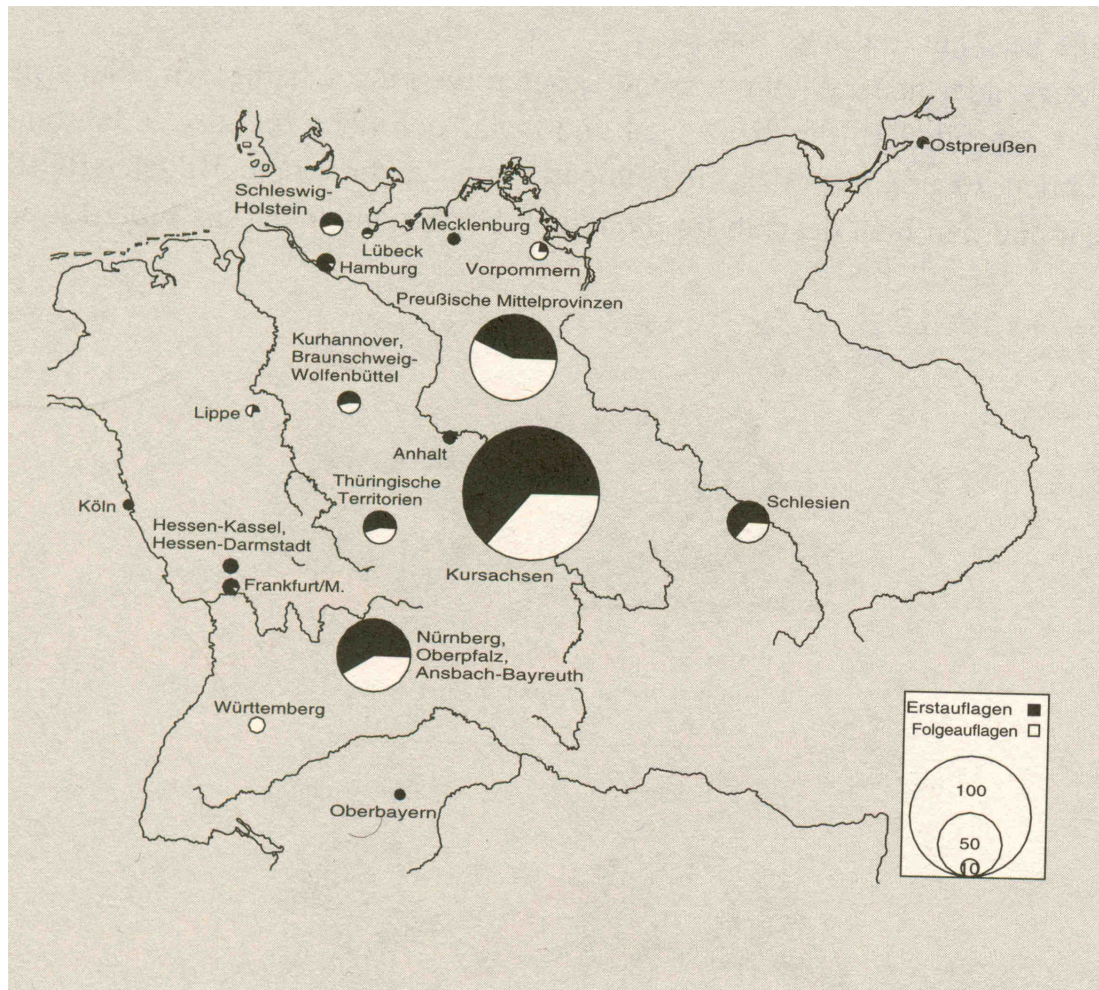 Ostpreußen
Schleswig-
Holstein
Mecklenburg
Lübeck
Hamburg
Vorpommern
Preußische Mittelprovinzen
Kurhannover,
Braunschweig-
Wolfenbüttel
Lippe
Anhalt
Thüringische
Territorien
Köln
Schlesien
Hessen-Kassel,
Hessen-Darmstadt
Kursachsen
Frankfurt/M.
Nürnberg,
Oberpfalz,
Ansbach-Bayreuth
Württemberg
Oberbayern
Erstauflagen
Folgeauflagen
100
50
10